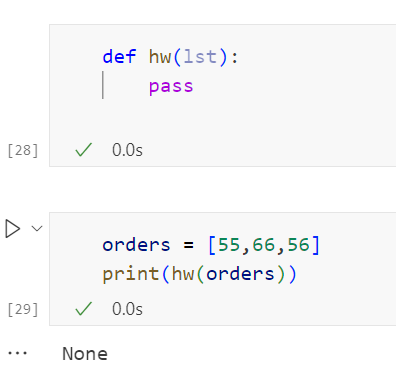 def hw(lst):
pass
[28]
0.0s
orders = [55,66,56]
print(hw(orders))
[29]
0.0s
... None